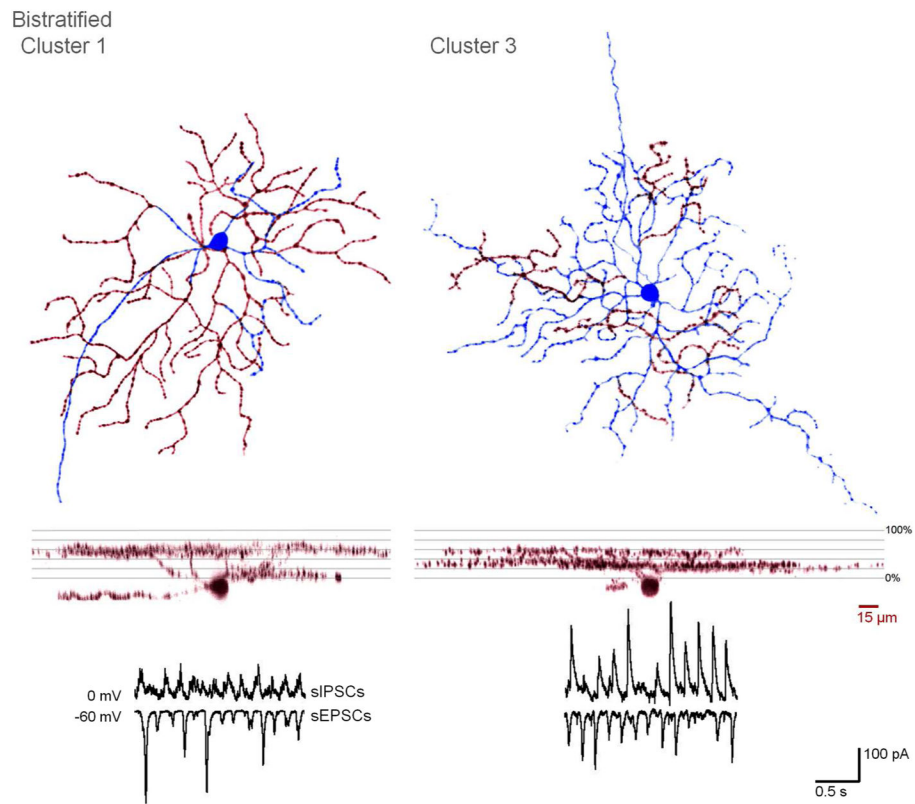 Bistratified
Cluster 1
Cluster 3
100%
0%
15 µm
0 mV
sIPSCs
-60 mV
sEPSCs
100 pA
0.5 s